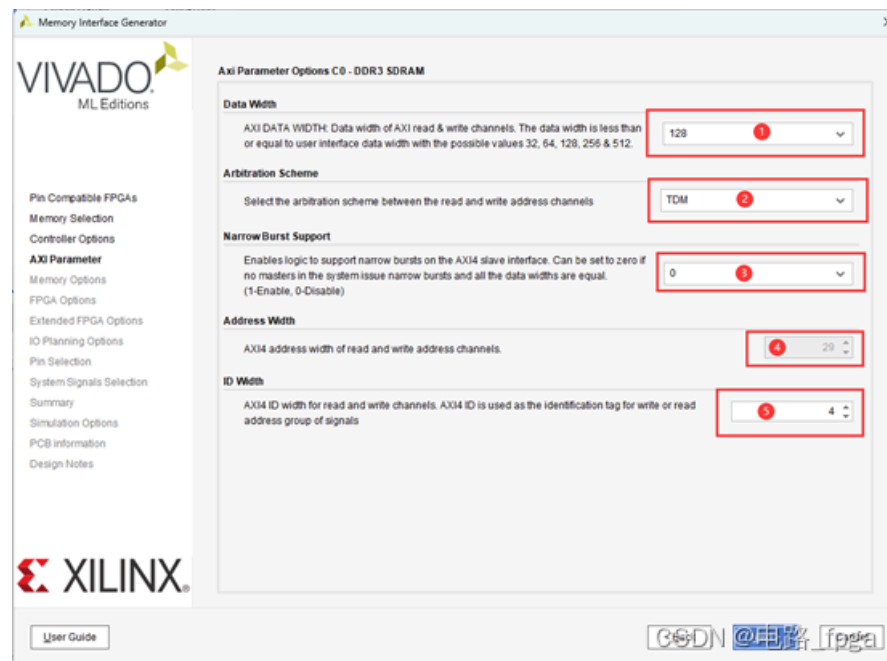 Memory Interface Generator
VIVADO.
ML Editions
Pin Compatible FPGAs
Memory Selection
Controller Options
AXI Parameter
Memory Options
FPGA Options
Extended FPGA Options
IO Planning Options
Pin Selection
System Signals Selection
Summary
Simulation Options
PCB information
Design Notes
XILINX.
User Guide
Axi Parameter Options C0 - DDR3 SDRAM
Data Width
AXI DATA WIDTH: Data width of AXI read & write channels. The data width is less than
or equal to user interface data width with the possible values 32, 64, 128, 256 & 512.
128
1
Arbitration Scheme
Select the arbitration scheme between the read and write address channels
TDM
2
Narrow Burst Support
Enables logic to support narrow bursts on the AXI4 slave interface. Can be set to zero if
no masters in the system issue narrow bursts and all the data widths are equal.
(1-Enable, 0-Disable)
0
3
Address Width
AXI4 address width of read and write address channels.
4
29
ID Width
AXI4 ID width for read and write channels. AXI4 ID is used as the identification tag for write or read
address group of signals
5
4
CSDN @电路_fpga